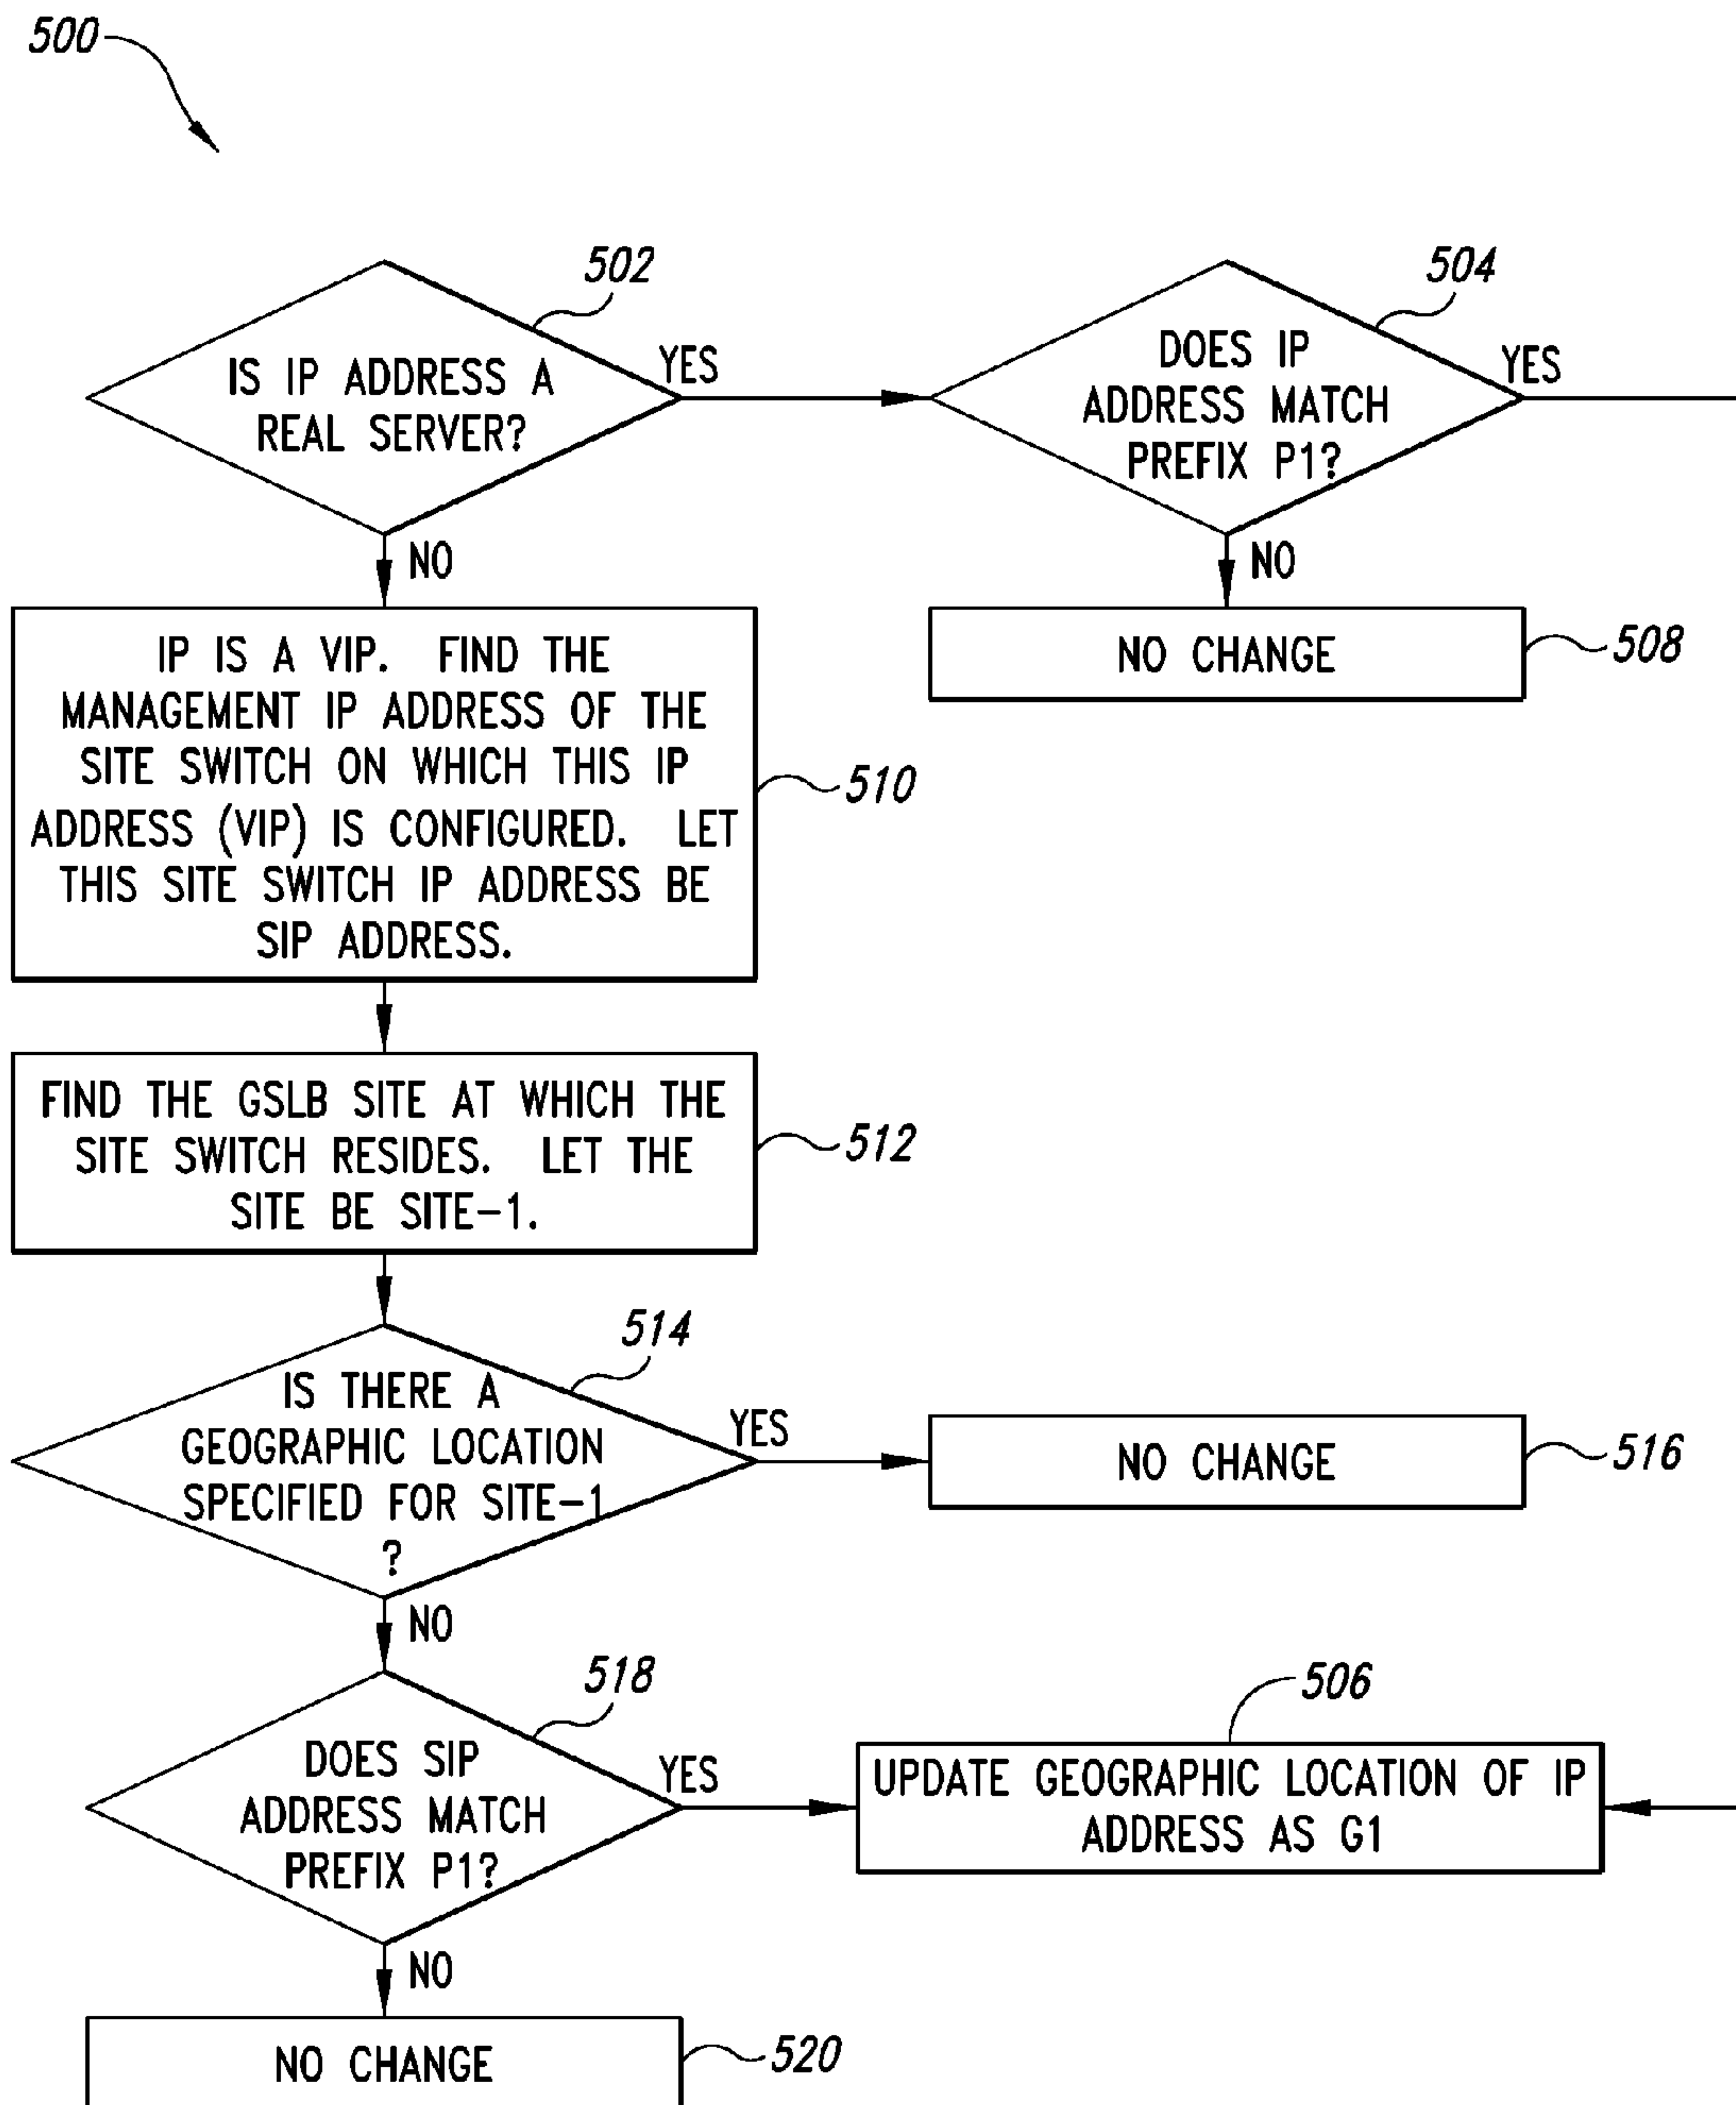 500
502
IS IP ADDRESS A
REAL SERVER?
YES
NO
504
DOES IP
ADDRESS MATCH
PREFIX P1?
YES
NO
NO CHANGE
508
IP IS A VIP. FIND THE
MANAGEMENT IP ADDRESS OF THE
SITE SWITCH ON WHICH THIS IP
ADDRESS (VIP) IS CONFIGURED. LET
THIS SITE SWITCH IP ADDRESS BE
SIP ADDRESS.
510
FIND THE GSLB SITE AT WHICH THE
SITE SWITCH RESIDES. LET THE
SITE BE SITE-1.
512
514
IS THERE A
GEOGRAPHIC LOCATION
SPECIFIED FOR SITE-1
?
YES
NO
NO CHANGE
516
518
DOES SIP
ADDRESS MATCH
PREFIX P1?
YES
NO
506
UPDATE GEOGRAPHIC LOCATION OF IP
ADDRESS AS G1
NO CHANGE
520